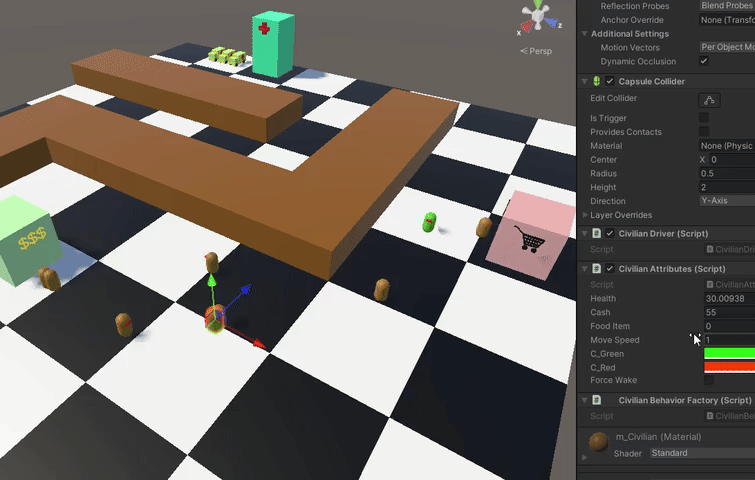 Reflection Probes Blend Probes
Anchor Override None (Transfo
Additional Settings
Motion Vectors Per Object Mo
Dynamic Occlusion
Capsule Collider
Edit Collider
Is Trigger
Provides Contacts
Material None (Physic
Center X 0
Radius 0.5
Height 2
Direction Y-Axis
Layer Overrides
Civilian Driver (Script)
Script CivilianDri
Civilian Attributes (Script)
Script CivilianAtt
Health 30.00938
Cash 55
Food Item 0
Move Speed 1
C_Green
C_Red
Force Wake
Civilian Behavior Factory (Script)
Script CivilianBe
m_Civilian (Material)
Shader Standard
x z
< Persp
$$$